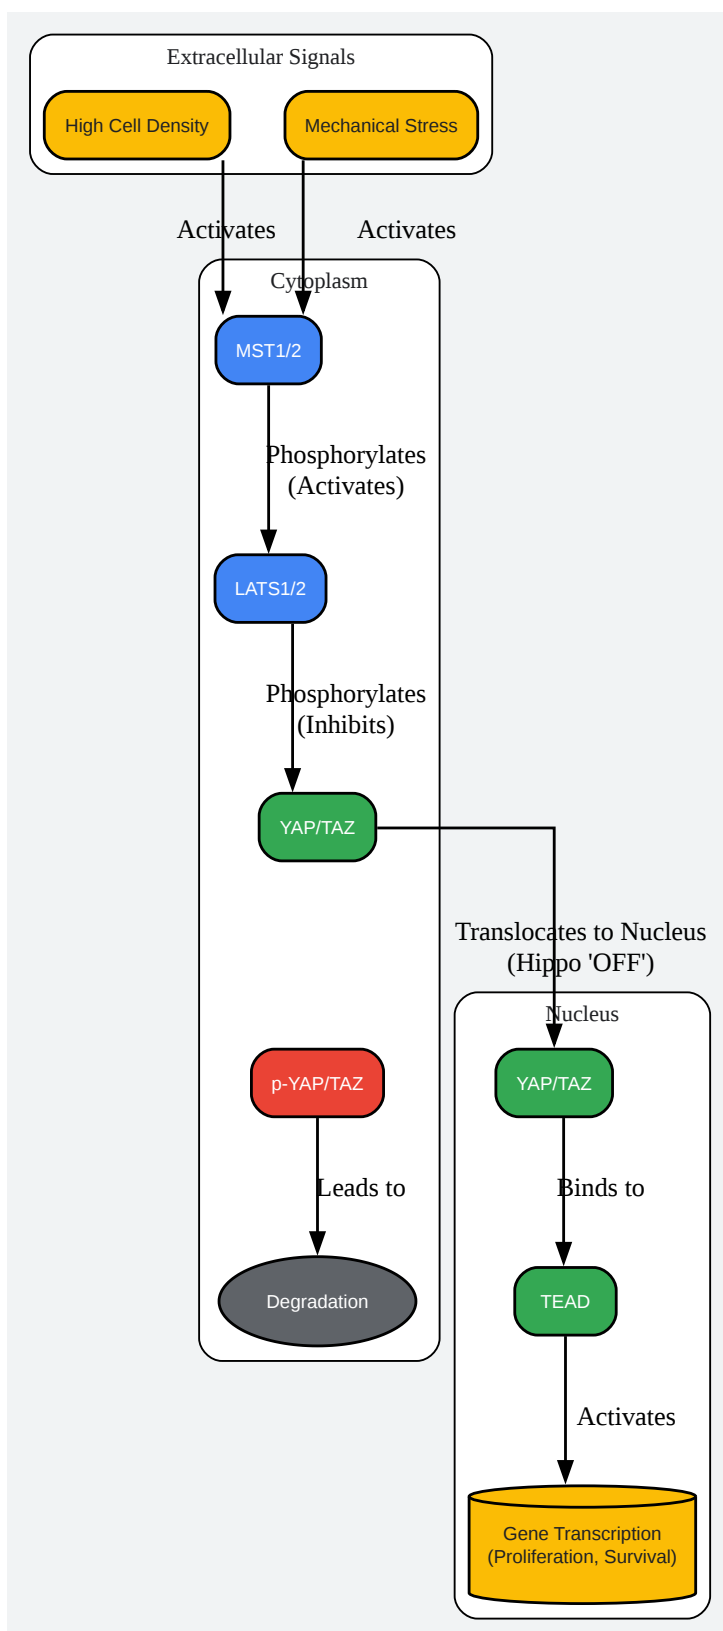 Extracellular Signals
High Cell Density
Mechanical Stress
Activates
Activates
Cytoplasm
MST1/2
Phosphorylates
(Activates)
LATS1/2
Phosphorylates
(Inhibits)
YAP/TAZ
Translocates to Nucleus
(Hippo 'OFF')
Nucleus
p-YAP/TAZ
YAP/TAZ
Leads to
Binds to
Degradation
TEAD
Activates
Gene Transcription
(Proliferation, Survival)